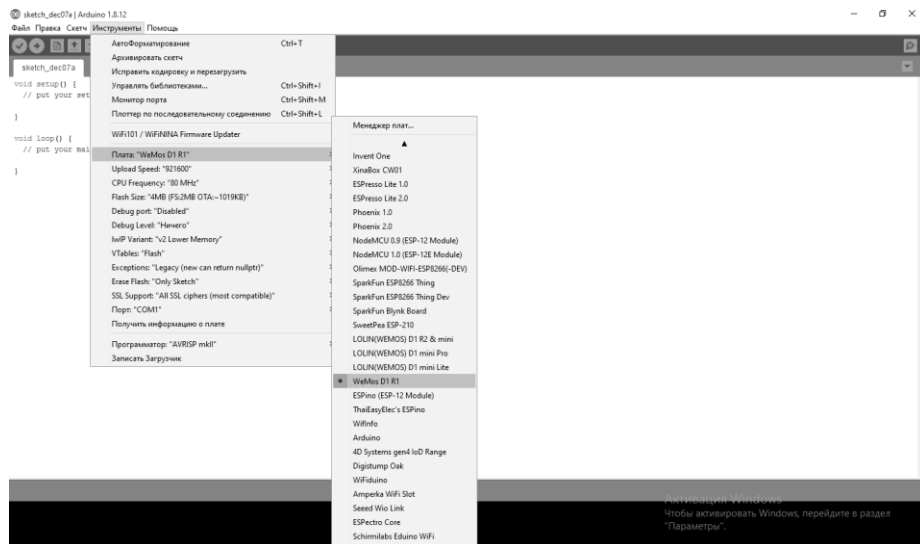 sketch_dec07a | Arduino 1.8.12
Файл Правка Скетч Инструменты Помощь
sketch_dec07a
void setup() {
// put your set
}
void loop() {
// put your mai
}
АвтоФорматирование Ctrl+T
Архивировать скетч
Исправить кодировку и перезагрузить
Управлять библиотеками... Ctrl+Shift+I
Монитор порта Ctrl+Shift+M
Плоттер по последовательному соединению Ctrl+Shift+L
WiFi101 / WiFiNINA Firmware Updater
Плата: "WeMos D1 R1"
Upload Speed: "921600"
CPU Frequency: "80 MHz"
Flash Size: "4MB (FS:2MB OTA:~1019KB)"
Debug port: "Disabled"
Debug Level: "Ничего"
lwIP Variant: "v2 Lower Memory"
VTables: "Flash"
Exceptions: "Legacy (new can return nullptr)"
Erase Flash: "Only Sketch"
SSL Support: "All SSL ciphers (most compatible)"
Порт: "COM1"
Получить информацию о плате
Программатор: "AVRISP mkII"
Записать Загрузчик
Менеджер плат...
Invent One
XinaBox CW01
ESPresso Lite 1.0
ESPresso Lite 2.0
Phoenix 1.0
Phoenix 2.0
NodeMCU 0.9 (ESP-12 Module)
NodeMCU 1.0 (ESP-12E Module)
Olimex MOD-WIFI-ESP8266(-DEV)
SparkFun ESP8266 Thing
SparkFun ESP8266 Thing Dev
SparkFun Blynk Board
SweetPea ESP-210
LOLIN(WEMOS) D1 R2 & mini
LOLIN(WEMOS) D1 mini Pro
LOLIN(WEMOS) D1 mini Lite
WeMos D1 R1
ESPino (ESP-12 Module)
ThaiEasyElec's ESPino
WifInfo
Arduino
4D Systems gen4 IoD Range
Digistump Oak
WiFiduino
Amperka WiFi Slot
Seeed Wio Link
ESPectro Core
Schirmilabs Eduino WiFi
Активация Windows
Чтобы активировать Windows, перейдите в раздел
"Параметры".